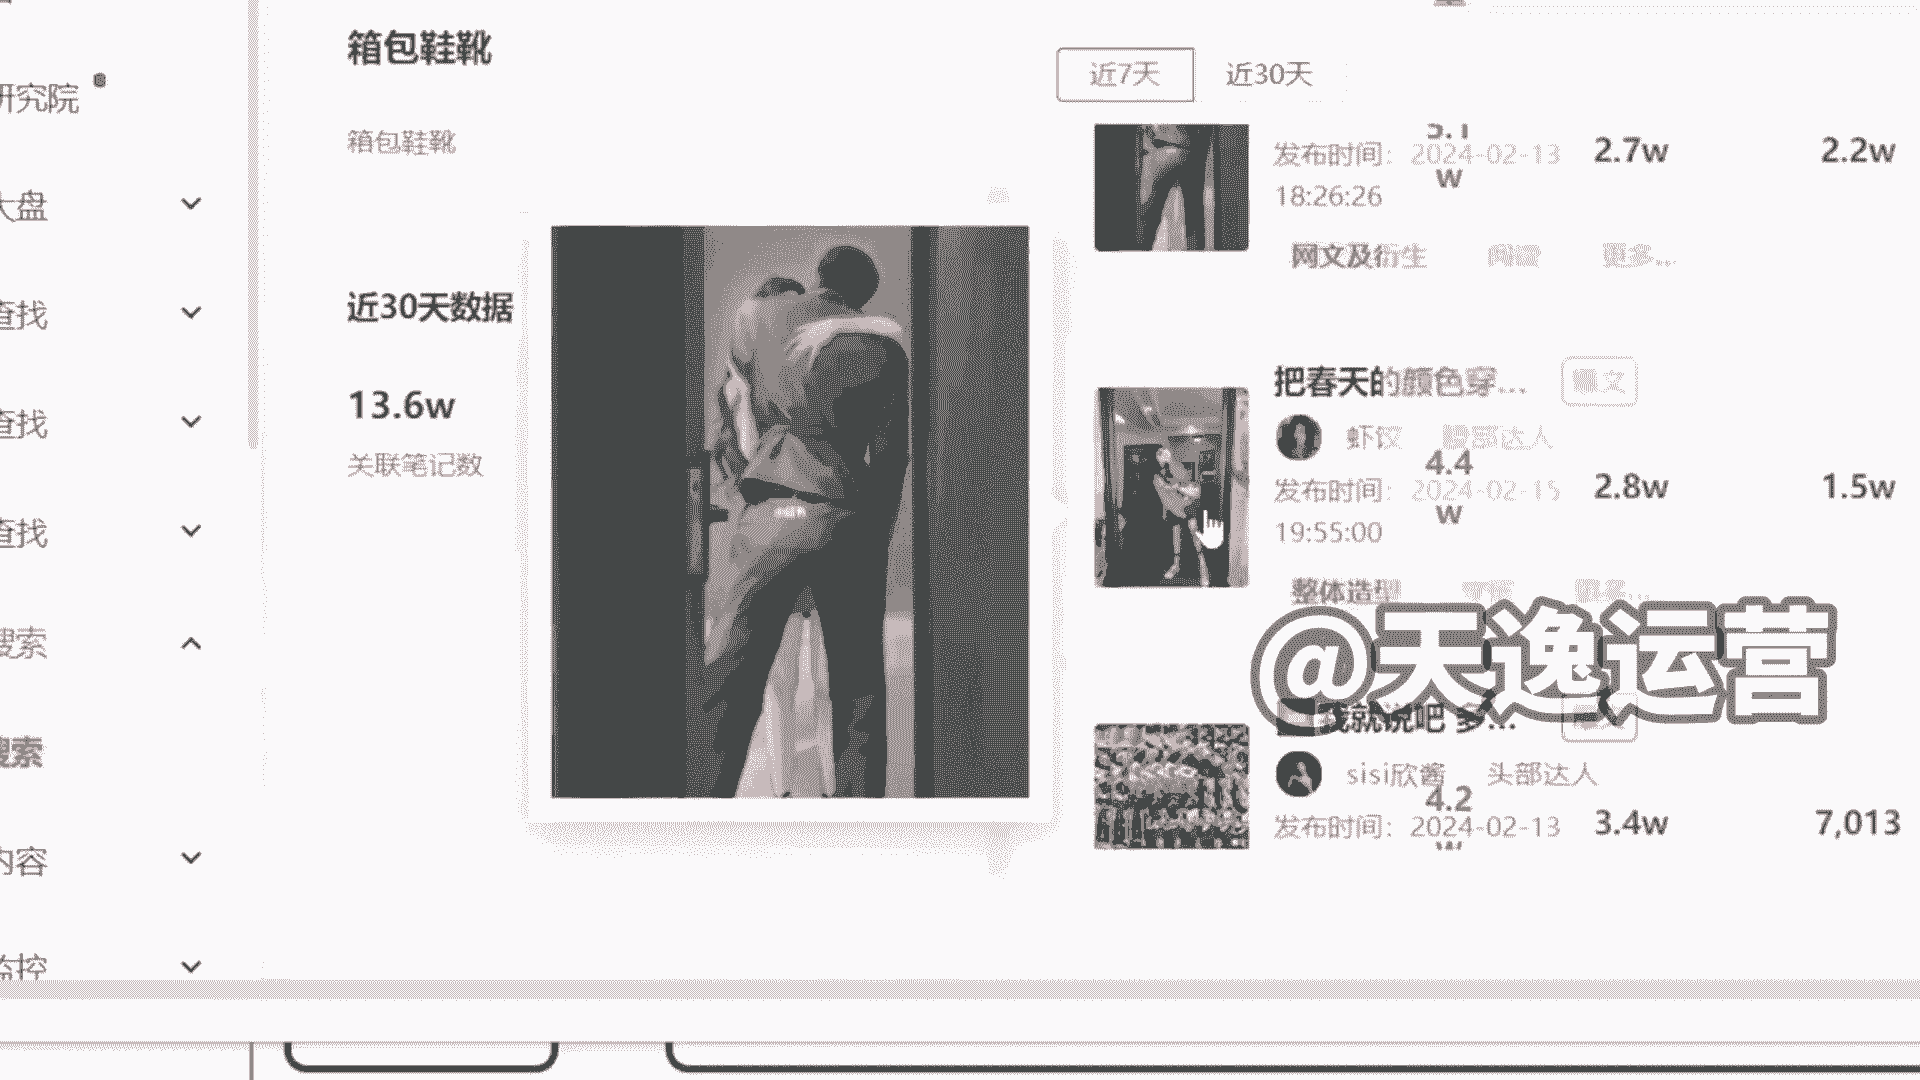 箱包鞋靴
近7天
近30天
研究院
箱包鞋靴
5.1
w
发布时间: 2024-02-13
18:26:26
2.7w
2.2w
大盘
网文及衍生
阅读
更多...
近30天数据
查找
13.6w
关联笔记数
把春天的颜色穿...
爆文
虾饺
腰部达人
4.4
w
发布时间: 2024-02-15
19:55:00
2.8w
1.5w
查找
查找
整体造型
更多...
搜索
@天逸运营
我就说吧 多...
搜索
sisi欣酱
头部达人
4.2
w
发布时间: 2024-02-13
3.4w
7,013
内容
监控